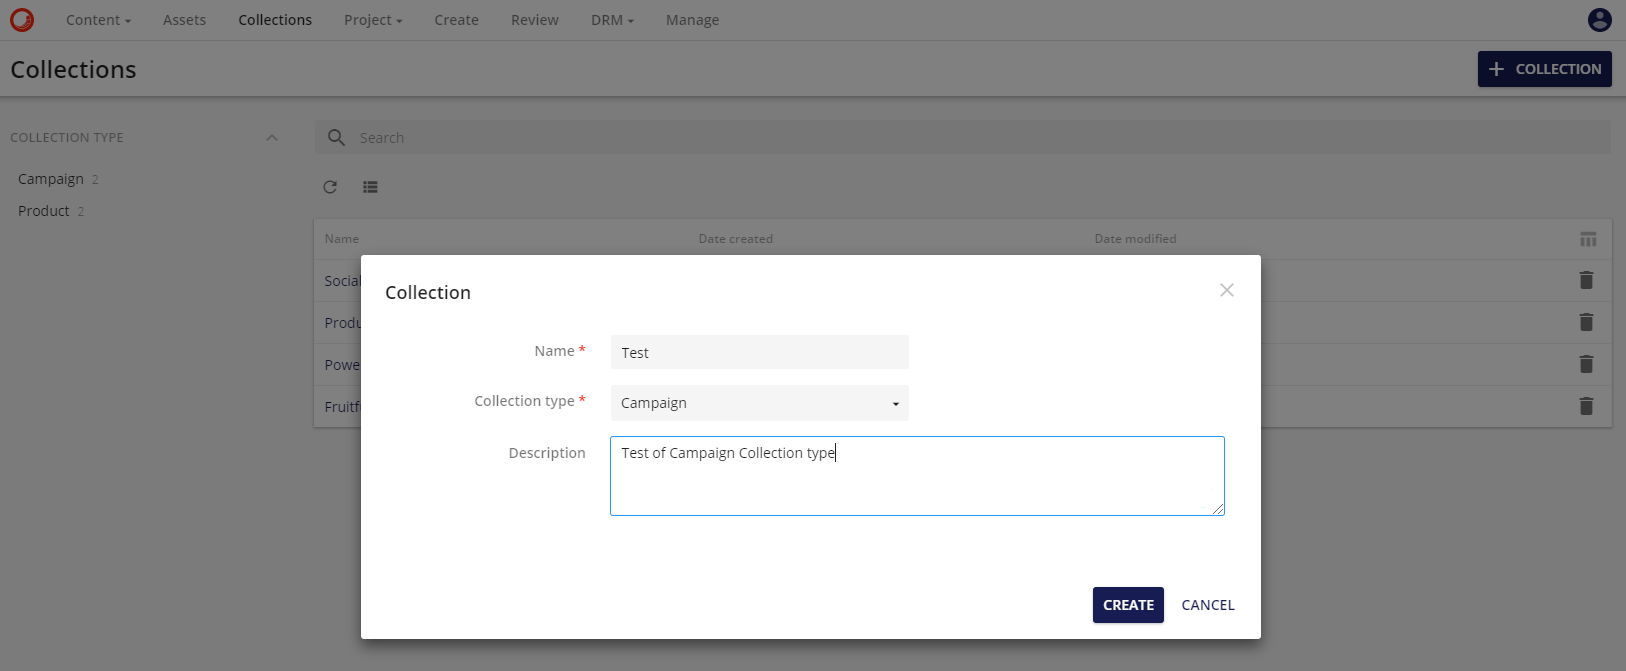 Content Assets Collections Project Create Review DRM Manage
Collections
COLLECTION
COLLECTION TYPE
Search
Campaign 2
Product 2
Name Date created Date modified
Social
Produ
Powe
Fruitf
Collection
Name *
Test
Collection type *
Campaign
Description
Test of Campaign Collection type
CREATE CANCEL